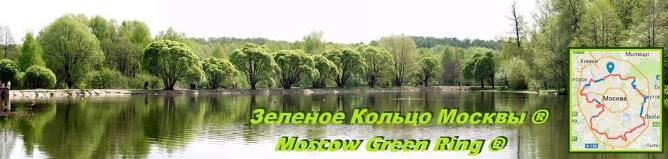 Зеленое Кольцо Москвы ®
Moscow Green Ring ®
Мытищи
Химки
Москва